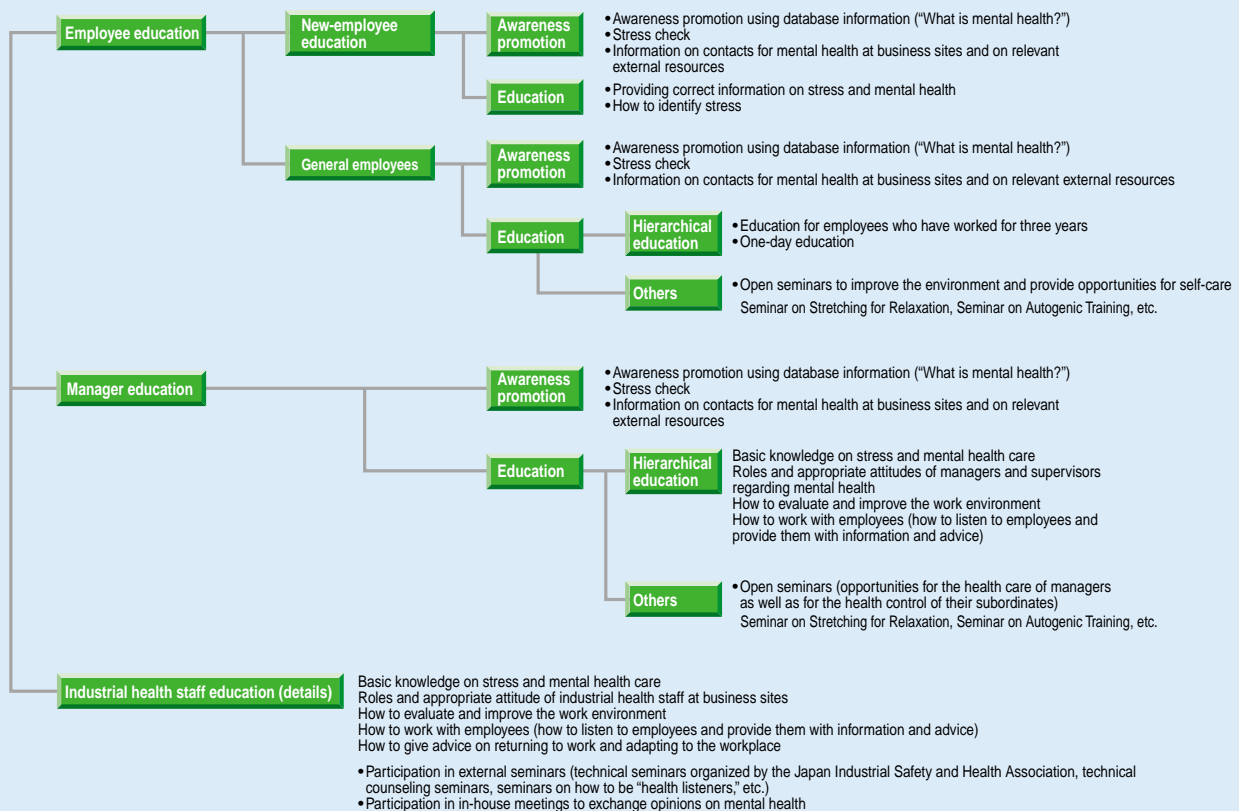 Employee education
New-employee
education
Awareness
promotion
•Awareness promotion using database information (“What is mental health?”)
•Stress check
•Information on contacts for mental health at business sites and on relevant
external resources
Education
•Providing correct information on stress and mental health
•How to identify stress
General employees
Awareness
promotion
•Awareness promotion using database information (“What is mental health?”)
•Stress check
•Information on contacts for mental health at business sites and on relevant external resources
Education
Hierarchical
education
•Education for employees who have worked for three years
•One-day education
Others
•Open seminars to improve the environment and provide opportunities for self-care
Seminar on Stretching for Relaxation, Seminar on Autogenic Training, etc.
Manager education
Awareness
promotion
•Awareness promotion using database information (“What is mental health?”)
•Stress check
•Information on contacts for mental health at business sites and on relevant
external resources
Education
Hierarchical
education
Basic knowledge on stress and mental health care
Roles and appropriate attitudes of managers and supervisors
regarding mental health
How to evaluate and improve the work environment
How to work with employees (how to listen to employees and
provide them with information and advice)
Others
•Open seminars (opportunities for the health care of managers
as well as for the health control of their subordinates)
Seminar on Stretching for Relaxation, Seminar on Autogenic Training, etc.
Industrial health staff education (details)
Basic knowledge on stress and mental health care
Roles and appropriate attitude of industrial health staff at business sites
How to evaluate and improve the work environment
How to work with employees (how to listen to employees and provide them with information and advice)
How to give advice on returning to work and adapting to the workplace
•Participation in external seminars (technical seminars organized by the Japan Industrial Safety and Health Association, technical
counseling seminars, seminars on how to be “health listeners,” etc.)
•Participation in in-house meetings to exchange opinions on mental health